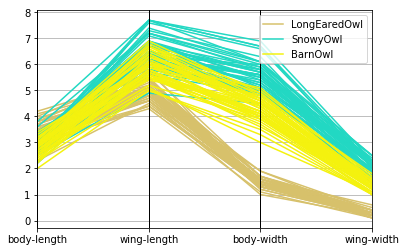 8
7
6
5
4
3
2
1
0
LongEaredOwl
SnowyOwl
BarnOwl
body-length
wing-length
body-width
wing-width